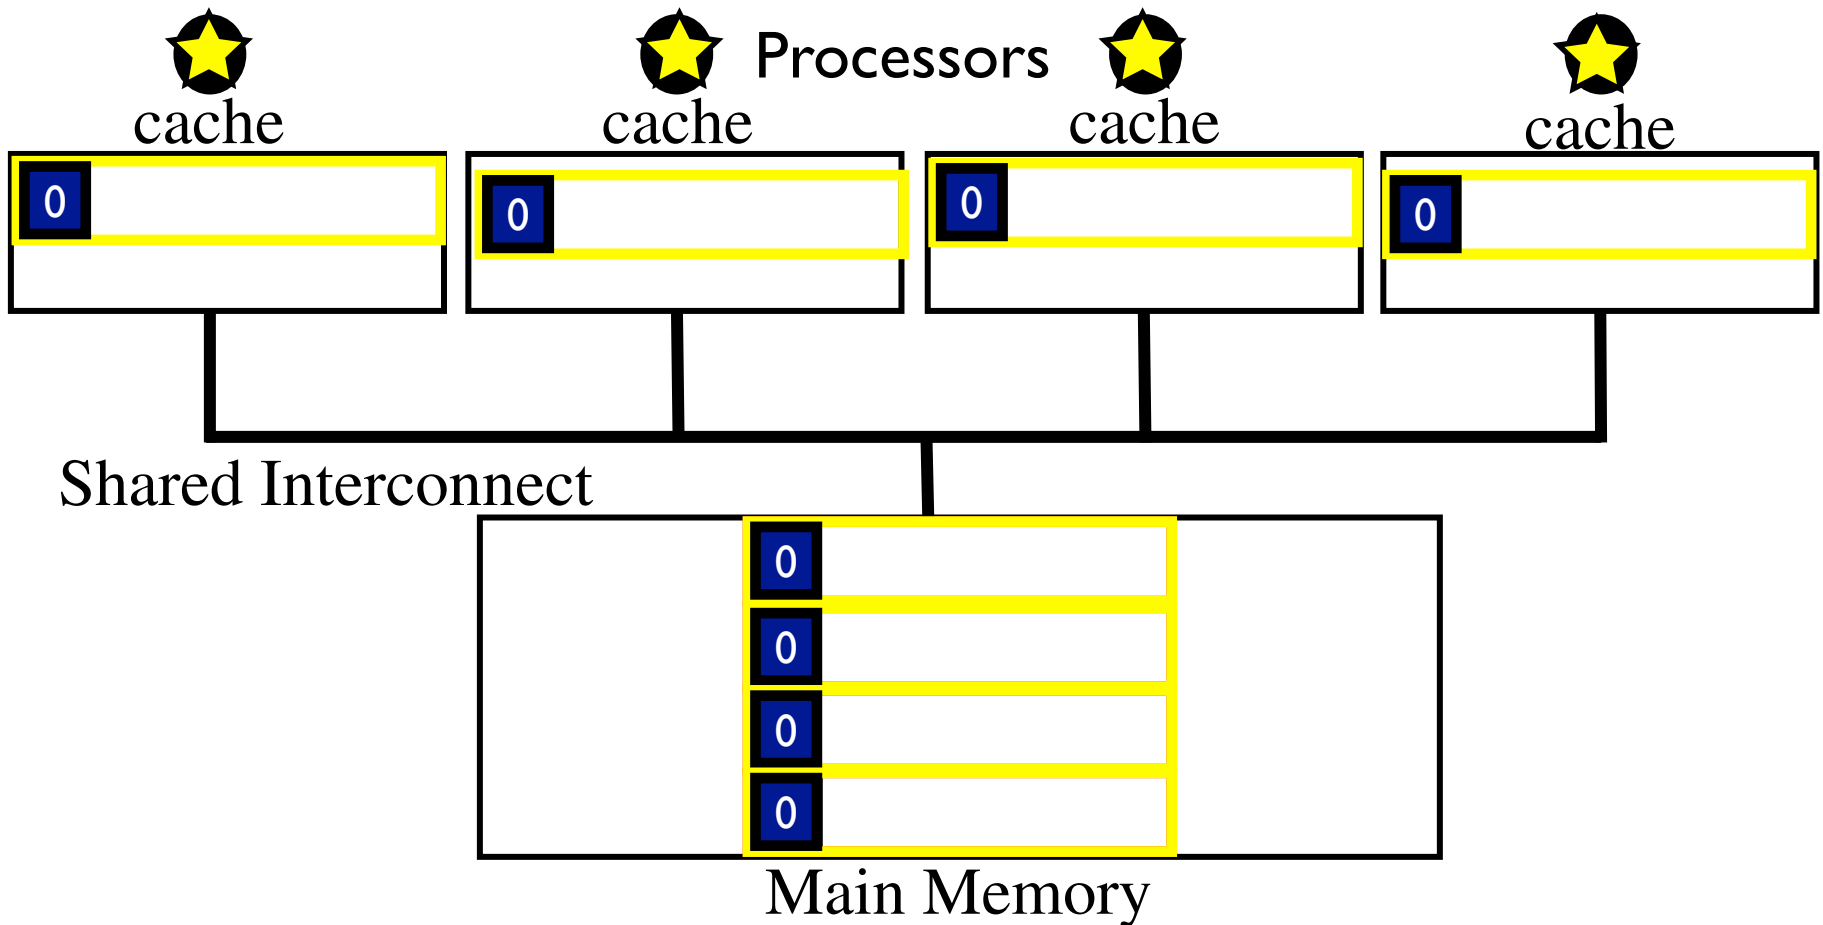 Processors
cache cache cache cache
0 0 0 0
Shared Interconnect
0
0
0
0
Main Memory